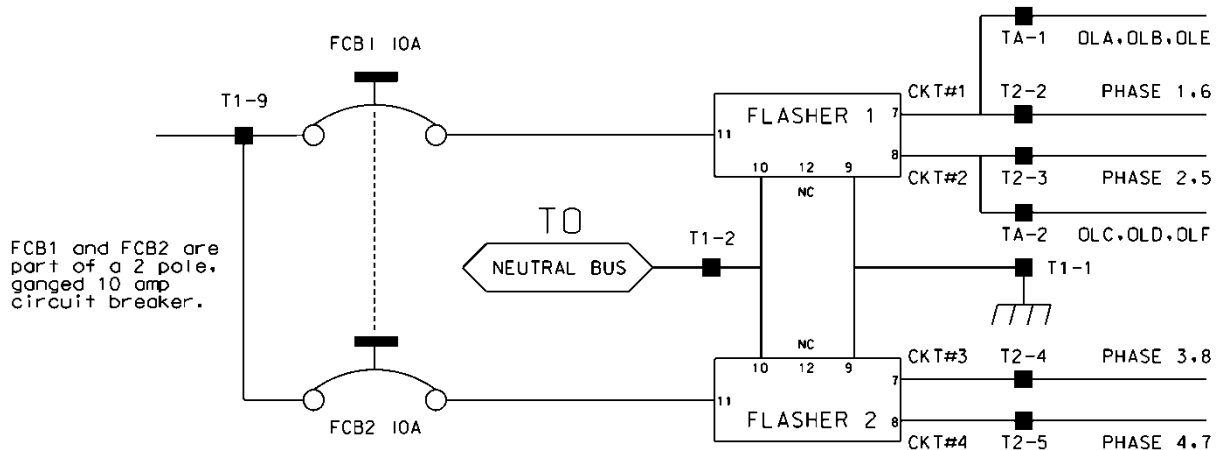 FCB1 10A
T1-9
TA-1 OLA,OLB,OLE
CKT#1 T2-2 PHASE 1,6
FLASHER 1
11
7
8
10 12 9
NC
CKT#2 T2-3 PHASE 2,5
TA-2 OLC,OLD,OLF
TO
NEUTRAL BUS
T1-2
T1-1
FCB1 and FCB2 are
part of a 2 pole,
ganged 10 amp
circuit breaker.
NC
10 12 9
CKT#3 T2-4 PHASE 3,8
7
11
FLASHER 2
8
FCB2 10A
CKT#4 T2-5 PHASE 4,7